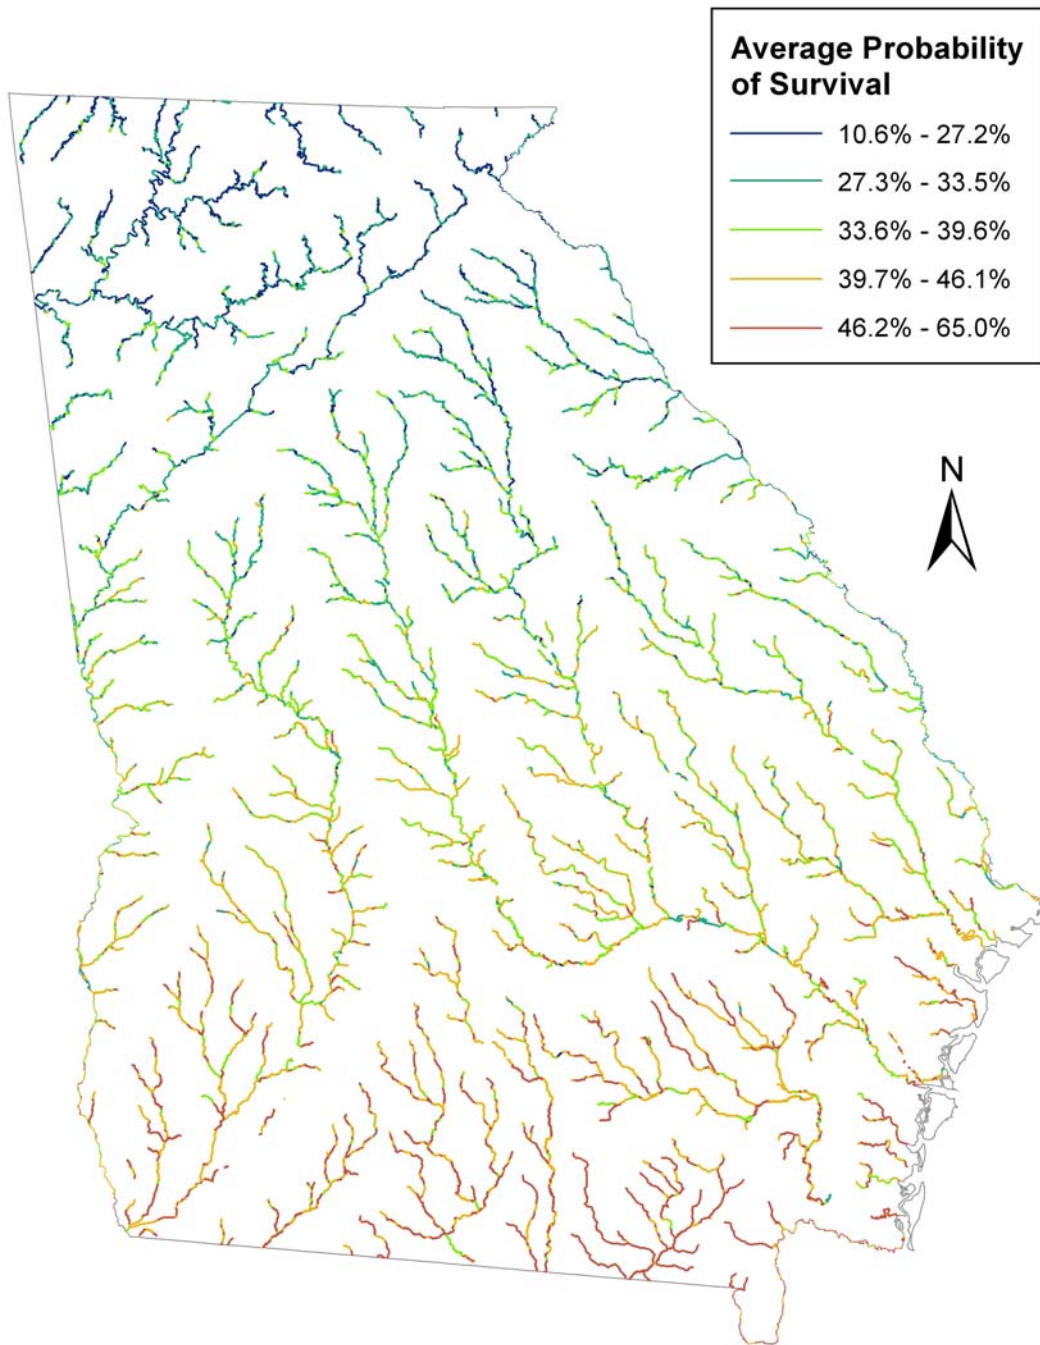 Average Probability
of Survival
10.6% - 27.2%
27.3% - 33.5%
33.6% - 39.6%
39.7% - 46.1%
46.2% - 65.0%
N